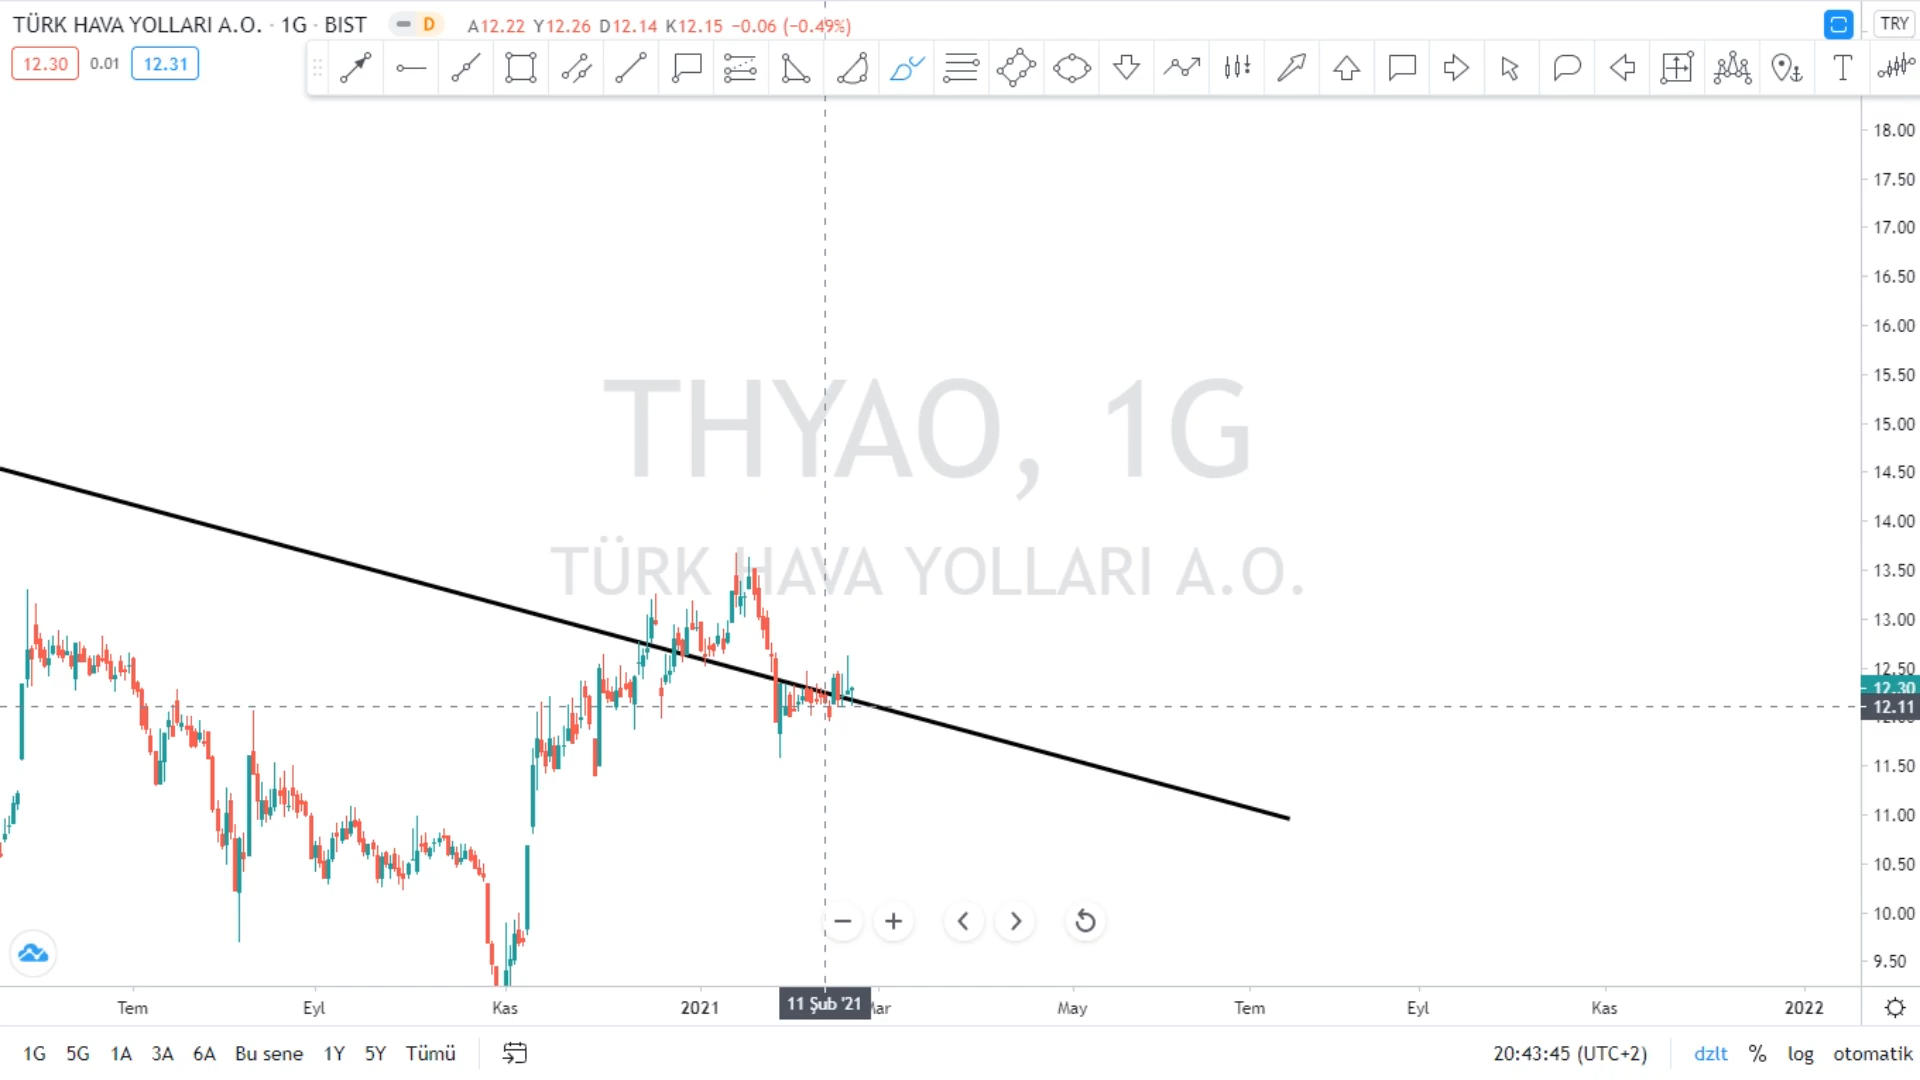 TÜRK HAVA YOLLARI A.O. · 1G · BIST D A12.22 Y12.26 D12.14 K12.15 −0.06 (−0.49%) TRY
12.30 0.01 12.31
T
18.00
17.50
17.00
16.50
16.00
15.50
15.00
14.50
14.00
13.50
13.00
12.50
12.30
12.11
11.50
11.00
10.50
10.00
9.50
THYAO, 1G
TÜRK HAVA YOLLARI A.O.
Tem Eyl Kas 2021 11 Şub '21 May Tem Eyl Kas 2022
1G 5G 1A 3A 6A Bu sene 1Y 5Y Tümü 20:43:45 (UTC+2) dzlt % log otomatik